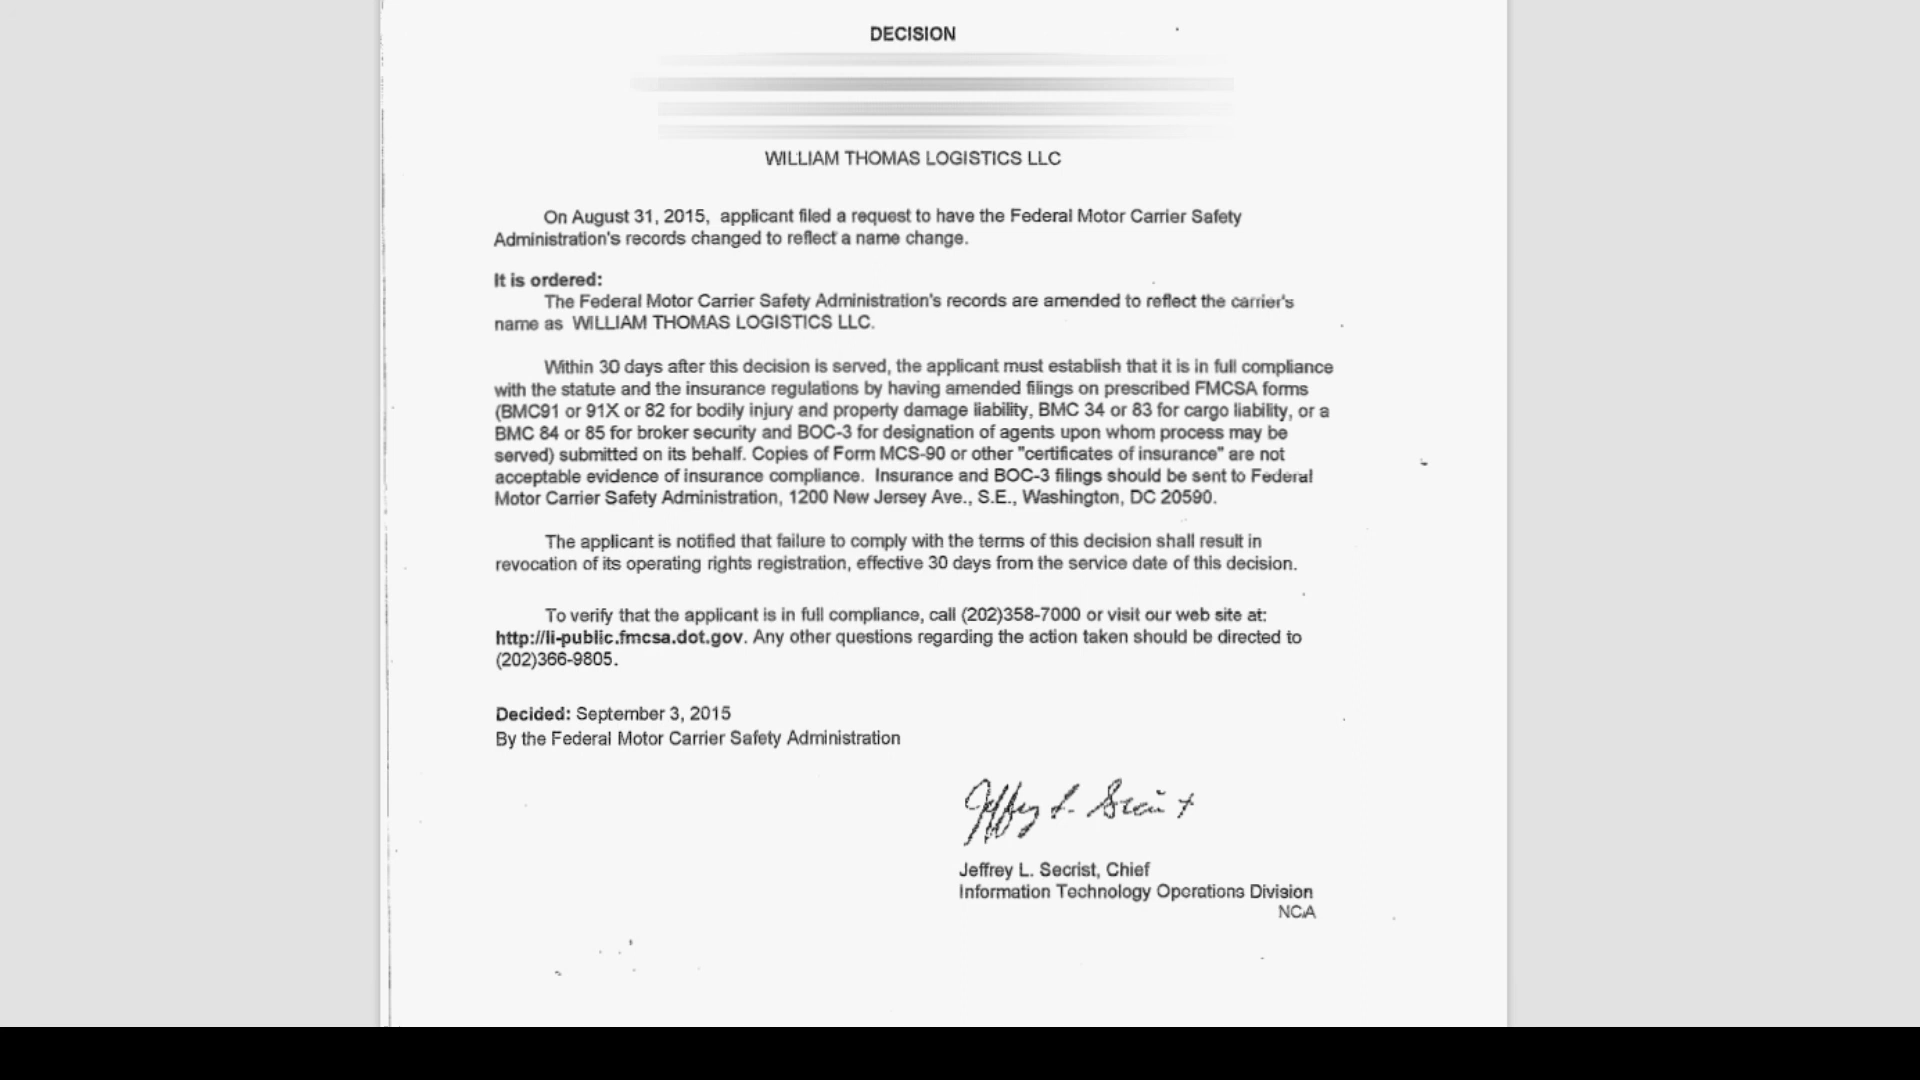 DECISION
WILLIAM THOMAS LOGISTICS LLC
On August 31, 2015, applicant filed a request to have the Federal Motor Carrier Safety
Administration's records changed to reflect a name change.
It is ordered:
The Federal Motor Carrier Safety Administration's records are amended to reflect the carrier's
name as WILLIAM THOMAS LOGISTICS LLC.
Within 30 days after this decision is served, the applicant must establish that it is in full compliance
with the statute and the insurance regulations by having amended filings on prescribed FMCSA forms
(BMC91 or 91X or 82 for bodily injury and property damage liability, BMC 34 or 83 for cargo liability, or a
BMC 84 or 85 for broker security and BOC-3 for designation of agents upon whom process may be
served) submitted on its behalf. Copies of Form MCS-90 or other "certificates of insurance" are not
acceptable evidence of insurance compliance. Insurance and BOC-3 filings should be sent to Federal
Motor Carrier Safety Administration, 1200 New Jersey Ave., S.E., Washington, DC 20590.
The applicant is notified that failure to comply with the terms of this decision shall result in
revocation of its operating rights registration, effective 30 days from the service date of this decision.
To verify that the applicant is in full compliance, call (202)358-7000 or visit our web site at:
http://li-public.fmcsa.dot.gov. Any other questions regarding the action taken should be directed to
(202)366-9805.
Decided: September 3, 2015
By the Federal Motor Carrier Safety Administration
Jeffrey L. Secrist
Jeffrey L. Secrist, Chief
Information Technology Operations Division
NCA